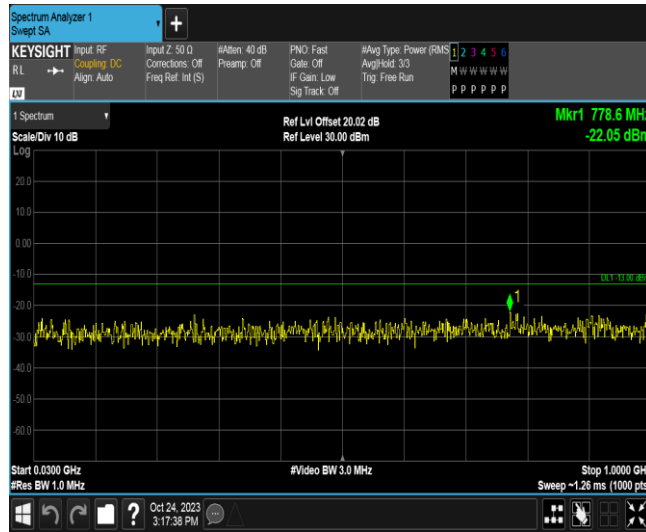 Spectrum Analyzer 1
Swept SA
+
KEYSIGHT
RL
LXI
Input: RF
Coupling: DC
Align: Auto
Input Z: 50 Ω
Corrections: Off
Freq Ref: Int (S)
#Atten: 40 dB
Preamp: Off
PNO: Fast
Gate: Off
IF Gain: Low
Sig Track: Off
#Avg Type: Power (RMS
Avg|Hold: 3/3
Trig: Free Run
1 2 3 4 5 6
M W W W W W
P P P P P P
1 Spectrum
Scale/Div 10 dB
Ref Lvl Offset 20.02 dB
Ref Level 30.00 dBm
Mkr1 778.6 MHz
-22.05 dBm
Log
20.0
10.0
0.00
-10.0
DL1 -13.00 dBm
1
-20.0
-30.0
-40.0
-50.0
-60.0
Start 0.0300 GHz
#Res BW 1.0 MHz
#Video BW 3.0 MHz
Stop 1.0000 GHz
Sweep ~1.26 ms (1000 pts)
?
Oct 24, 2023
3:17:38 PM